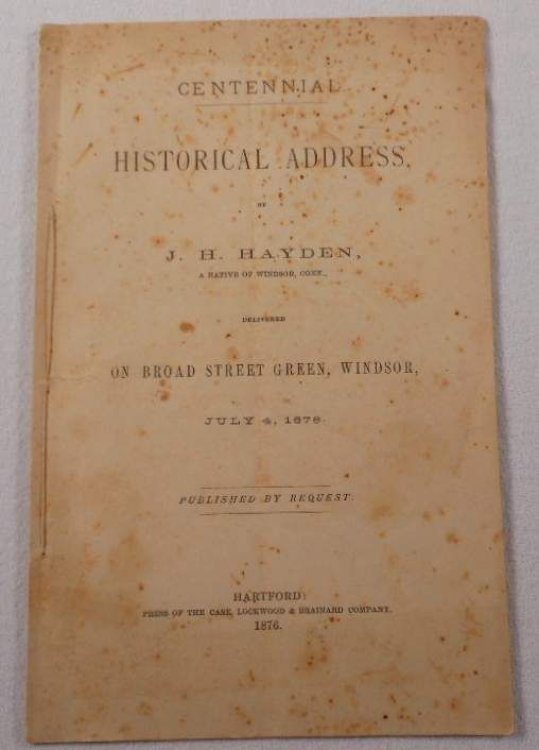 CENTENNIAL
HISTORICAL ADDRESS,
BY
J. H. HAYDEN,
A NATIVE OF WINDSOR, CONN.,
DELIVERED
ON BROAD STREET GREEN, WINDSOR,
JULY 4, 1876.
PUBLISHED BY REQUEST.
HARTFORD:
PRESS OF THE CASE, LOCKWOOD & BRAINARD COMPANY.
1876.